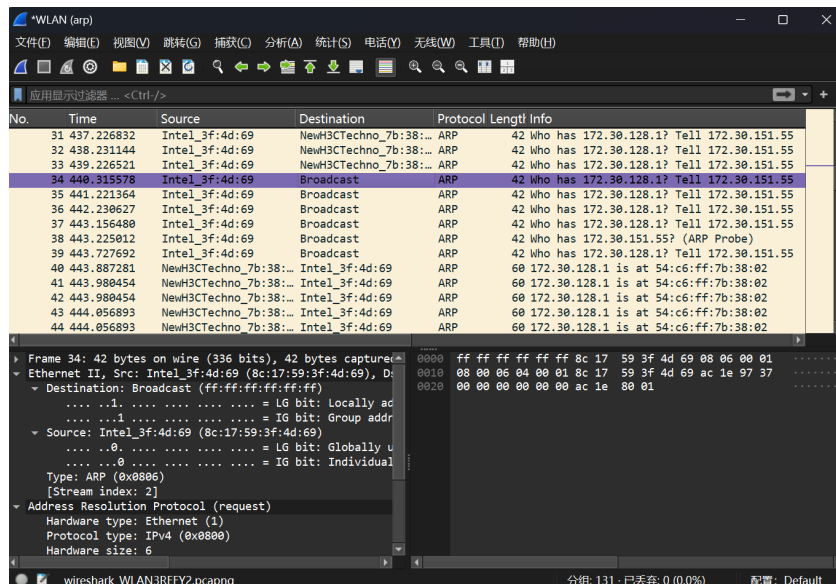 *WLAN (arp)
文件(F) 编辑(E) 视图(V) 跳转(G) 捕获(C) 分析(A) 统计(S) 电话(Y) 无线(W) 工具(T) 帮助(H)
应用显示过滤器 … <Ctrl-/>
No. Time Source Destination Protocol Lengtl Info
31 437.226832 Intel_3f:4d:69 NewH3CTechno_7b:38:… ARP 42 Who has 172.30.128.1? Tell 172.30.151.55
32 438.231144 Intel_3f:4d:69 NewH3CTechno_7b:38:… ARP 42 Who has 172.30.128.1? Tell 172.30.151.55
33 439.226521 Intel_3f:4d:69 NewH3CTechno_7b:38:… ARP 42 Who has 172.30.128.1? Tell 172.30.151.55
34 440.315578 Intel_3f:4d:69 Broadcast ARP 42 Who has 172.30.128.1? Tell 172.30.151.55
35 441.221364 Intel_3f:4d:69 Broadcast ARP 42 Who has 172.30.128.1? Tell 172.30.151.55
36 442.230627 Intel_3f:4d:69 Broadcast ARP 42 Who has 172.30.128.1? Tell 172.30.151.55
37 443.156480 Intel_3f:4d:69 Broadcast ARP 42 Who has 172.30.128.1? Tell 172.30.151.55
38 443.225012 Intel_3f:4d:69 Broadcast ARP 42 Who has 172.30.151.55? (ARP Probe)
39 443.727692 Intel_3f:4d:69 Broadcast ARP 42 Who has 172.30.128.1? Tell 172.30.151.55
40 443.887281 NewH3CTechno_7b:38:… Intel_3f:4d:69 ARP 60 172.30.128.1 is at 54:c6:ff:7b:38:02
41 443.980454 NewH3CTechno_7b:38:… Intel_3f:4d:69 ARP 60 172.30.128.1 is at 54:c6:ff:7b:38:02
42 443.980454 NewH3CTechno_7b:38:… Intel_3f:4d:69 ARP 60 172.30.128.1 is at 54:c6:ff:7b:38:02
43 444.056893 NewH3CTechno_7b:38:… Intel_3f:4d:69 ARP 60 172.30.128.1 is at 54:c6:ff:7b:38:02
44 444.056893 NewH3CTechno_7b:38:… Intel_3f:4d:69 ARP 60 172.30.128.1 is at 54:c6:ff:7b:38:02
Frame 34: 42 bytes on wire (336 bits), 42 bytes capture
Ethernet II, Src: Intel_3f:4d:69 (8c:17:59:3f:4d:69), D
Destination: Broadcast (ff:ff:ff:ff:ff:ff)
.... ..1. .... .... .... .... = LG bit: Locally ad
.... ...1 .... .... .... .... = IG bit: Group addr
Source: Intel_3f:4d:69 (8c:17:59:3f:4d:69)
.... ..0. .... .... .... .... = LG bit: Globally u
.... ...0 .... .... .... .... = IG bit: Individual
Type: ARP (0x0806)
[Stream index: 2]
Address Resolution Protocol (request)
Hardware type: Ethernet (1)
Protocol type: IPv4 (0x0800)
Hardware size: 6
0000 ff ff ff ff ff ff 8c 17 59 3f 4d 69 08 06 00 01
0010 08 00 06 04 00 01 8c 17 59 3f 4d 69 ac 1e 97 37
0020 00 00 00 00 00 00 ac 1e 80 01
wireshark_WLAN3REFY2.pcapng 分组: 131 · 已丢弃: 0 (0.0%) 配置: Default